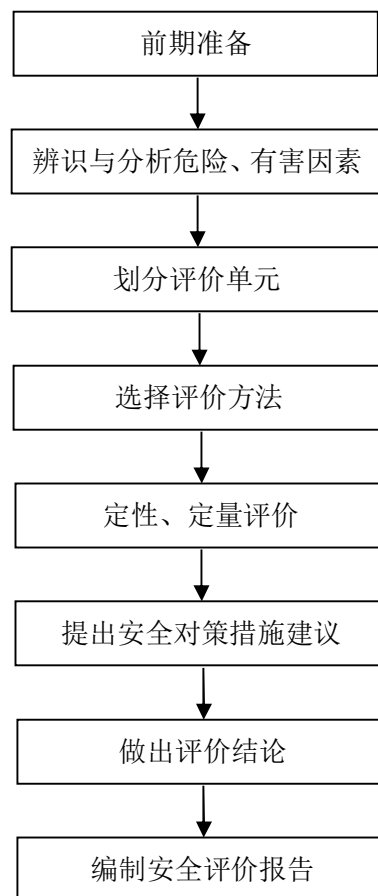 前期准备
辨识与分析危险、有害因素
划分评价单元
选择评价方法
定性、定量评价
提出安全对策措施建议
做出评价结论
编制安全评价报告